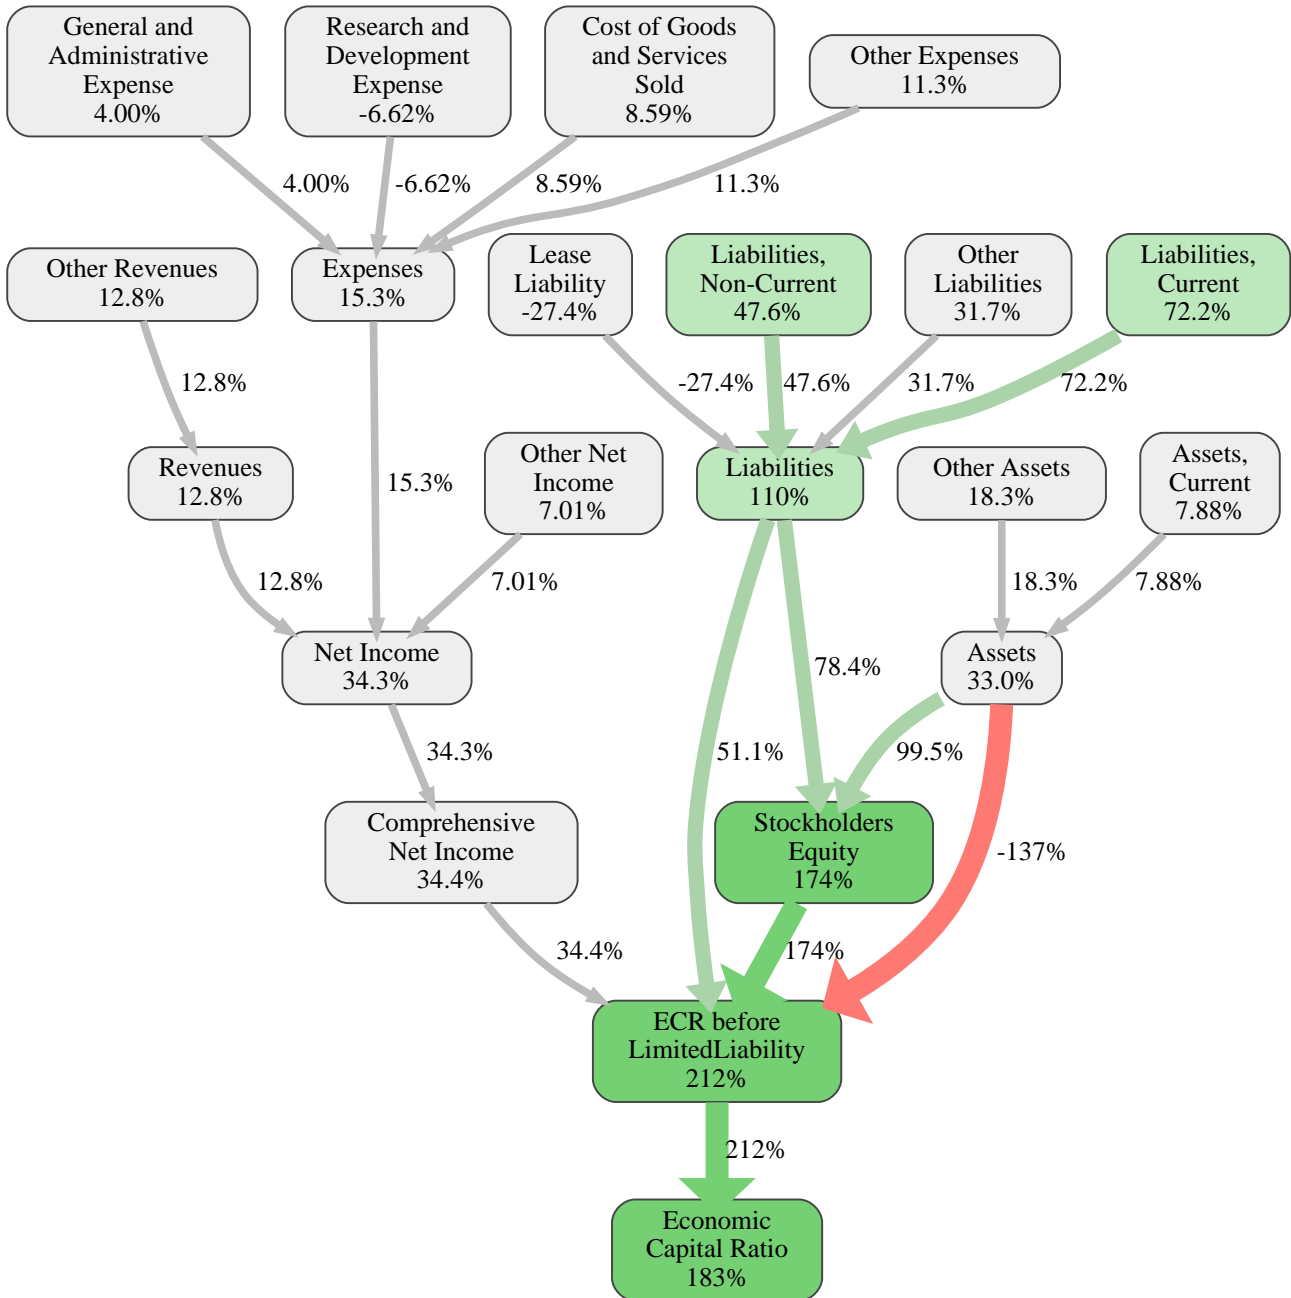 General and
Administrative
Expense
4.00%
Research and
Development
Expense
-6.62%
Cost of Goods
and Services
Sold
8.59%
Other Expenses
11.3%
4.00%
-6.62%
8.59%
11.3%
Other Revenues
12.8%
Expenses
15.3%
Lease
Liability
-27.4%
Liabilities,
Non-Current
47.6%
Other
Liabilities
31.7%
Liabilities,
Current
72.2%
12.8%
-27.4%
47.6%
31.7%
72.2%
Revenues
12.8%
15.3%
Other Net
Income
7.01%
Liabilities
110%
Other Assets
18.3%
Assets,
Current
7.88%
12.8%
7.01%
18.3%
7.88%
Net Income
34.3%
78.4%
Assets
33.0%
34.3%
51.1%
99.5%
Comprehensive
Net Income
34.4%
Stockholders
Equity
174%
-137%
34.4%
174%
ECR before
LimitedLiability
212%
212%
Economic
Capital Ratio
183%